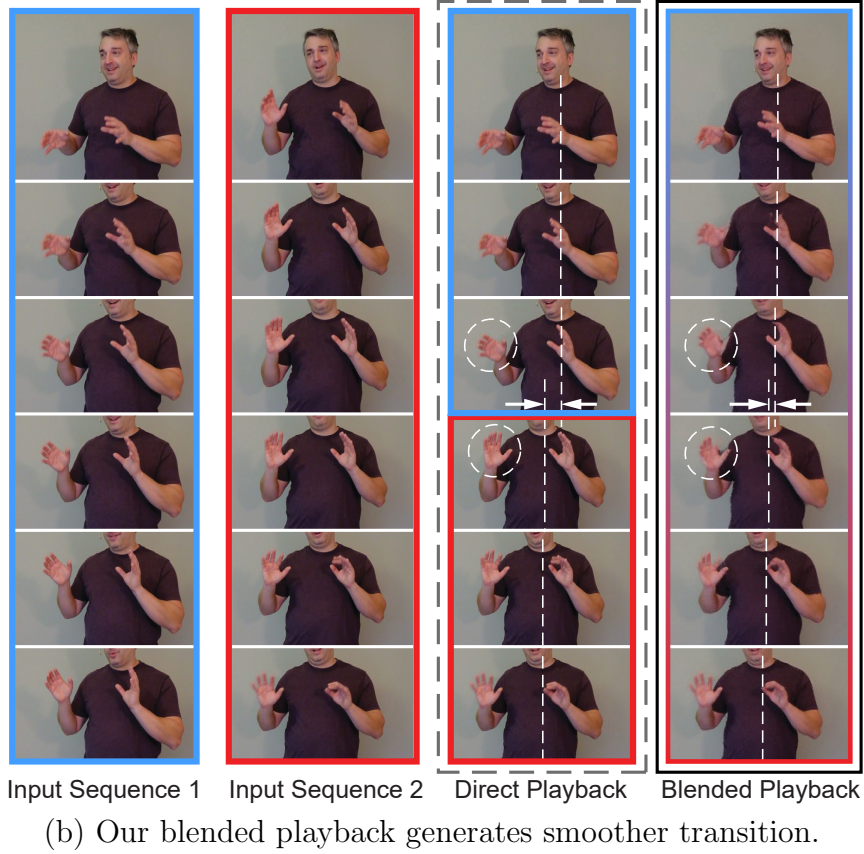 Input Sequence 1
Input Sequence 2
Direct Playback
Blended Playback
(b) Our blended playback generates smoother transition.